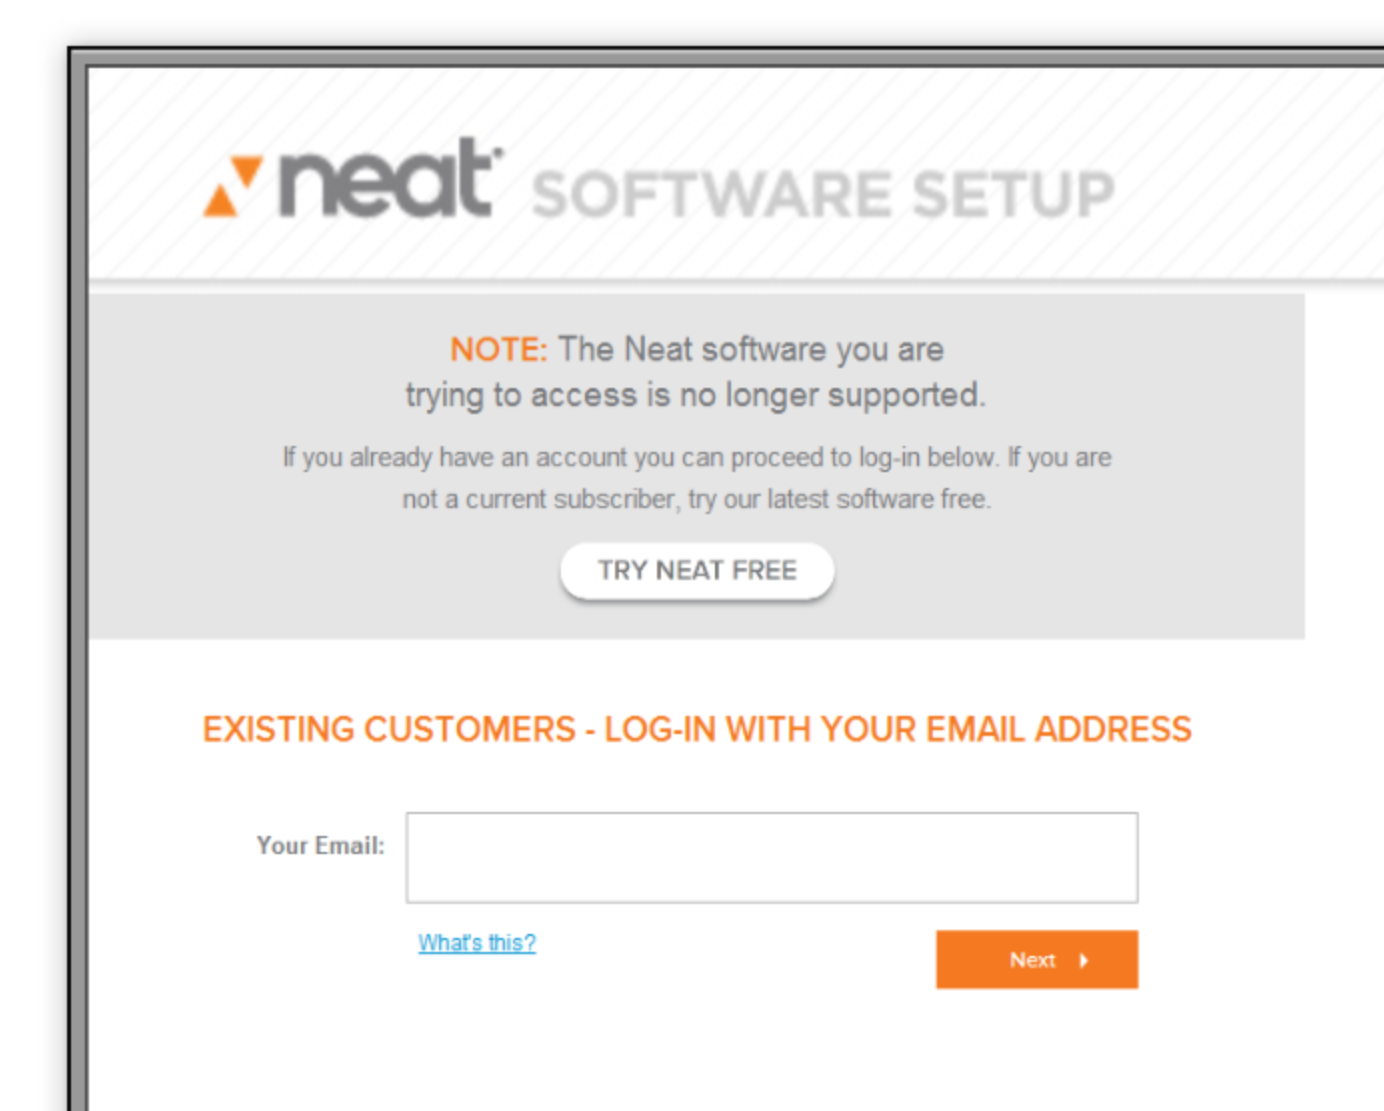 neat SOFTWARE SETUP
NOTE: The Neat software you are
trying to access is no longer supported.
If you already have an account you can proceed to log-in below. If you are
not a current subscriber, try our latest software free.
TRY NEAT FREE
EXISTING CUSTOMERS - LOG-IN WITH YOUR EMAIL ADDRESS
Your Email:
What's this?
Next